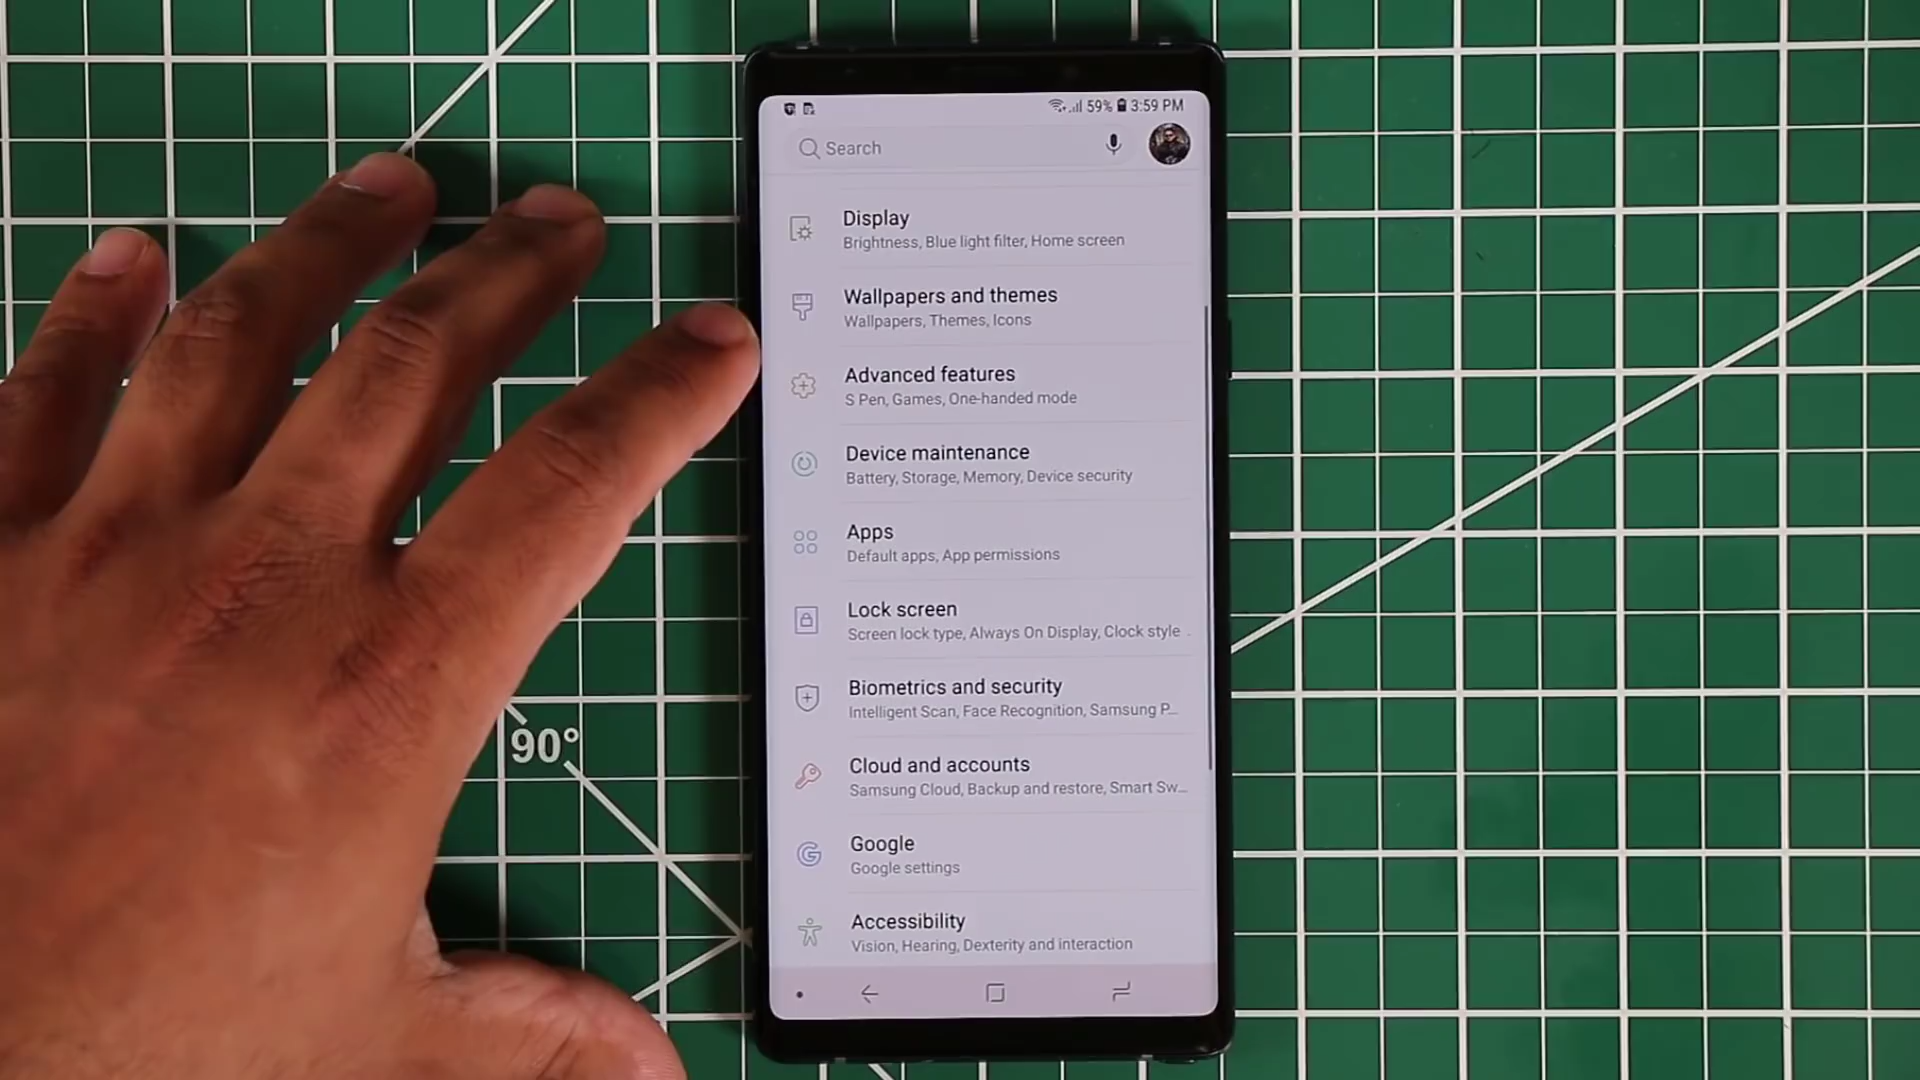 59% 3:59 PM
Search
Display
Brightness, Blue light filter, Home screen
Wallpapers and themes
Wallpapers, Themes, Icons
Advanced features
S Pen, Games, One-handed mode
Device maintenance
Battery, Storage, Memory, Device security
Apps
Default apps, App permissions
Lock screen
Screen lock type, Always On Display, Clock style
Biometrics and security
Intelligent Scan, Face Recognition, Samsung P...
Cloud and accounts
Samsung Cloud, Backup and restore, Smart Sw...
Google
Google settings
Accessibility
Vision, Hearing, Dexterity and interaction
90°